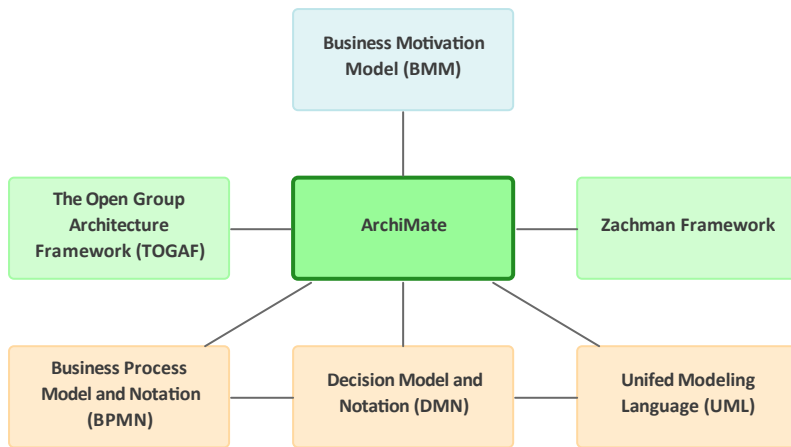 Business Motivation
Model (BMM)
The Open Group
Architecture
Framework (TOGAF)
ArchiMate
Zachman Framework
Business Process
Model and Notation
(BPMN)
Decision Model and
Notation (DMN)
Unifed Modeling
Language (UML)